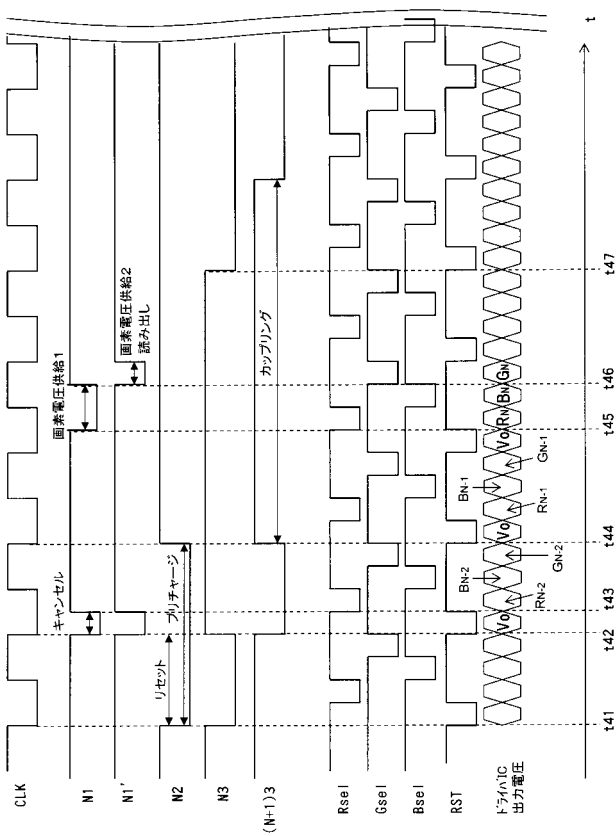 CLK
N1
N1'
N2
N3
(N+1)3
Rsel
Gsel
Bsel
RST
ドライバIC
出力電圧
キャンセル
リセット
プリチャージ
画素電圧供給1
画素電圧供給2
読み出し
カップリング
Vo
RN-2
BN-2
GN-2
Vo
RN-1
BN-1
GN-1
Vo RN BN GN
t41
t42
t43
t44
t45
t46
t47
t